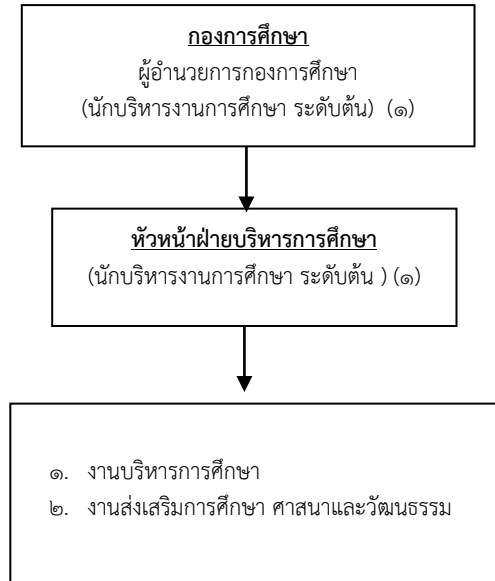 กองการศึกษา
ผู้อำนวยการกองการศึกษา
(นักบริหารงานการศึกษา ระดับต้น) (๑)
หัวหน้าฝ่ายบริหารการศึกษา
(นักบริหารงานการศึกษา ระดับต้น ) (๑)
๑. งานบริหารการศึกษา
๒. งานส่งเสริมการศึกษา ศาสนาและวัฒนธรรม